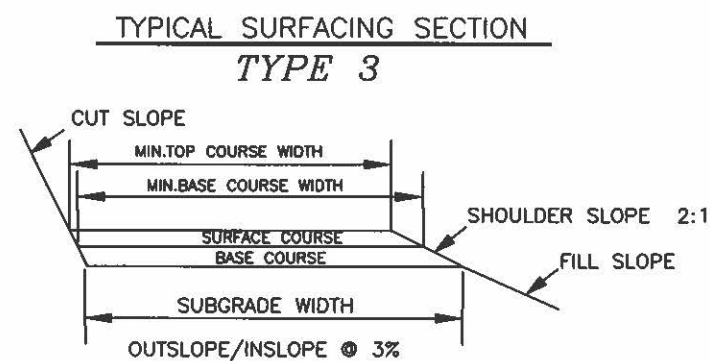 TYPICAL SURFACING SECTION
TYPE 3
CUT SLOPE
MIN.TOP COURSE WIDTH
MIN.BASE COURSE WIDTH
SHOULDER SLOPE 2:1
SURFACE COURSE
BASE COURSE
FILL SLOPE
SUBGRADE WIDTH
OUTSLOPE/INSLOPE @ 3%